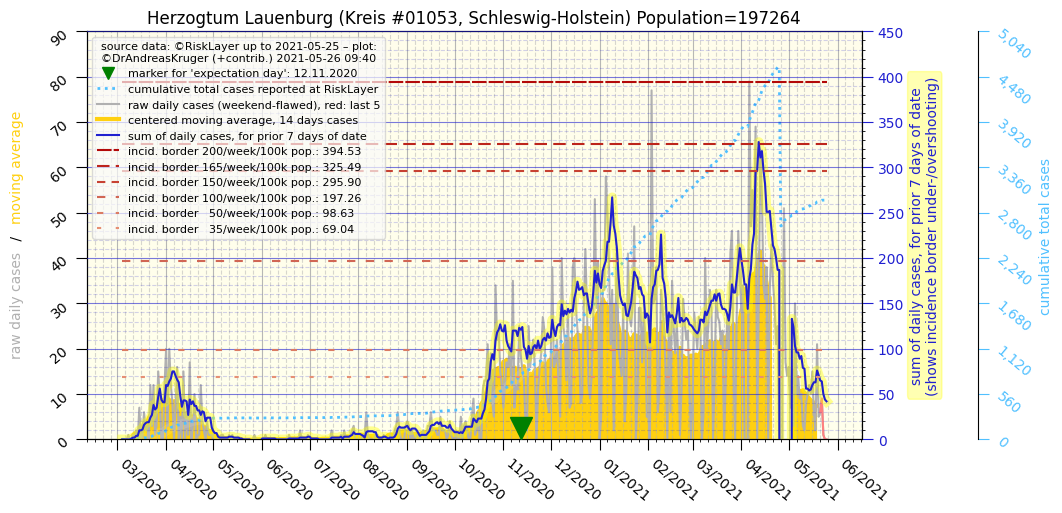 Herzogtum Lauenburg (Kreis #01053, Schleswig-Holstein) Population=197264
source data: ©RiskLayer up to 2021-05-25 – plot:
©DrAndreasKruger (+contrib.) 2021-05-26 09:40
marker for 'expectation day': 12.11.2020
cumulative total cases reported at RiskLayer
raw daily cases (weekend-flawed), red: last 5
centered moving average, 14 days cases
sum of daily cases, for prior 7 days of date
incid. border 200/week/100k pop.: 394.53
incid. border 165/week/100k pop.: 325.49
incid. border 150/week/100k pop.: 295.90
incid. border 100/week/100k pop.: 197.26
incid. border 50/week/100k pop.: 98.63
incid. border 35/week/100k pop.: 69.04
raw daily cases / moving average
90
80
70
60
50
40
30
20
10
0
03/2020
04/2020
05/2020
06/2020
07/2020
08/2020
09/2020
10/2020
11/2020
12/2020
01/2021
02/2021
03/2021
04/2021
05/2021
06/2021
450
400
350
300
250
200
150
100
50
0
sum of daily cases, for prior 7 days of date
(shows incidence border under-/overshooting)
5,040
4,480
3,920
3,360
2,800
2,240
1,680
1,120
560
0
cumulative total cases